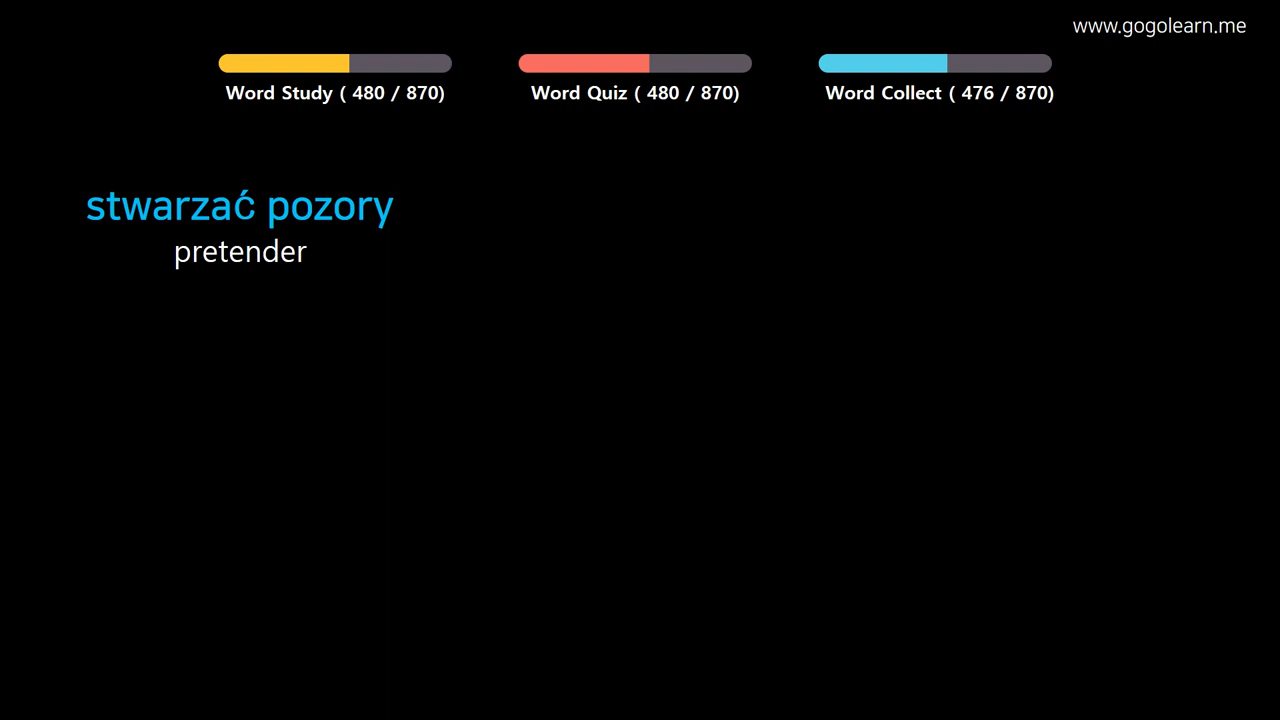 www.gogolearn.me
Word Study ( 480 / 870)
Word Quiz ( 480 / 870)
Word Collect ( 476 / 870)
stwarzać pozory
pretender